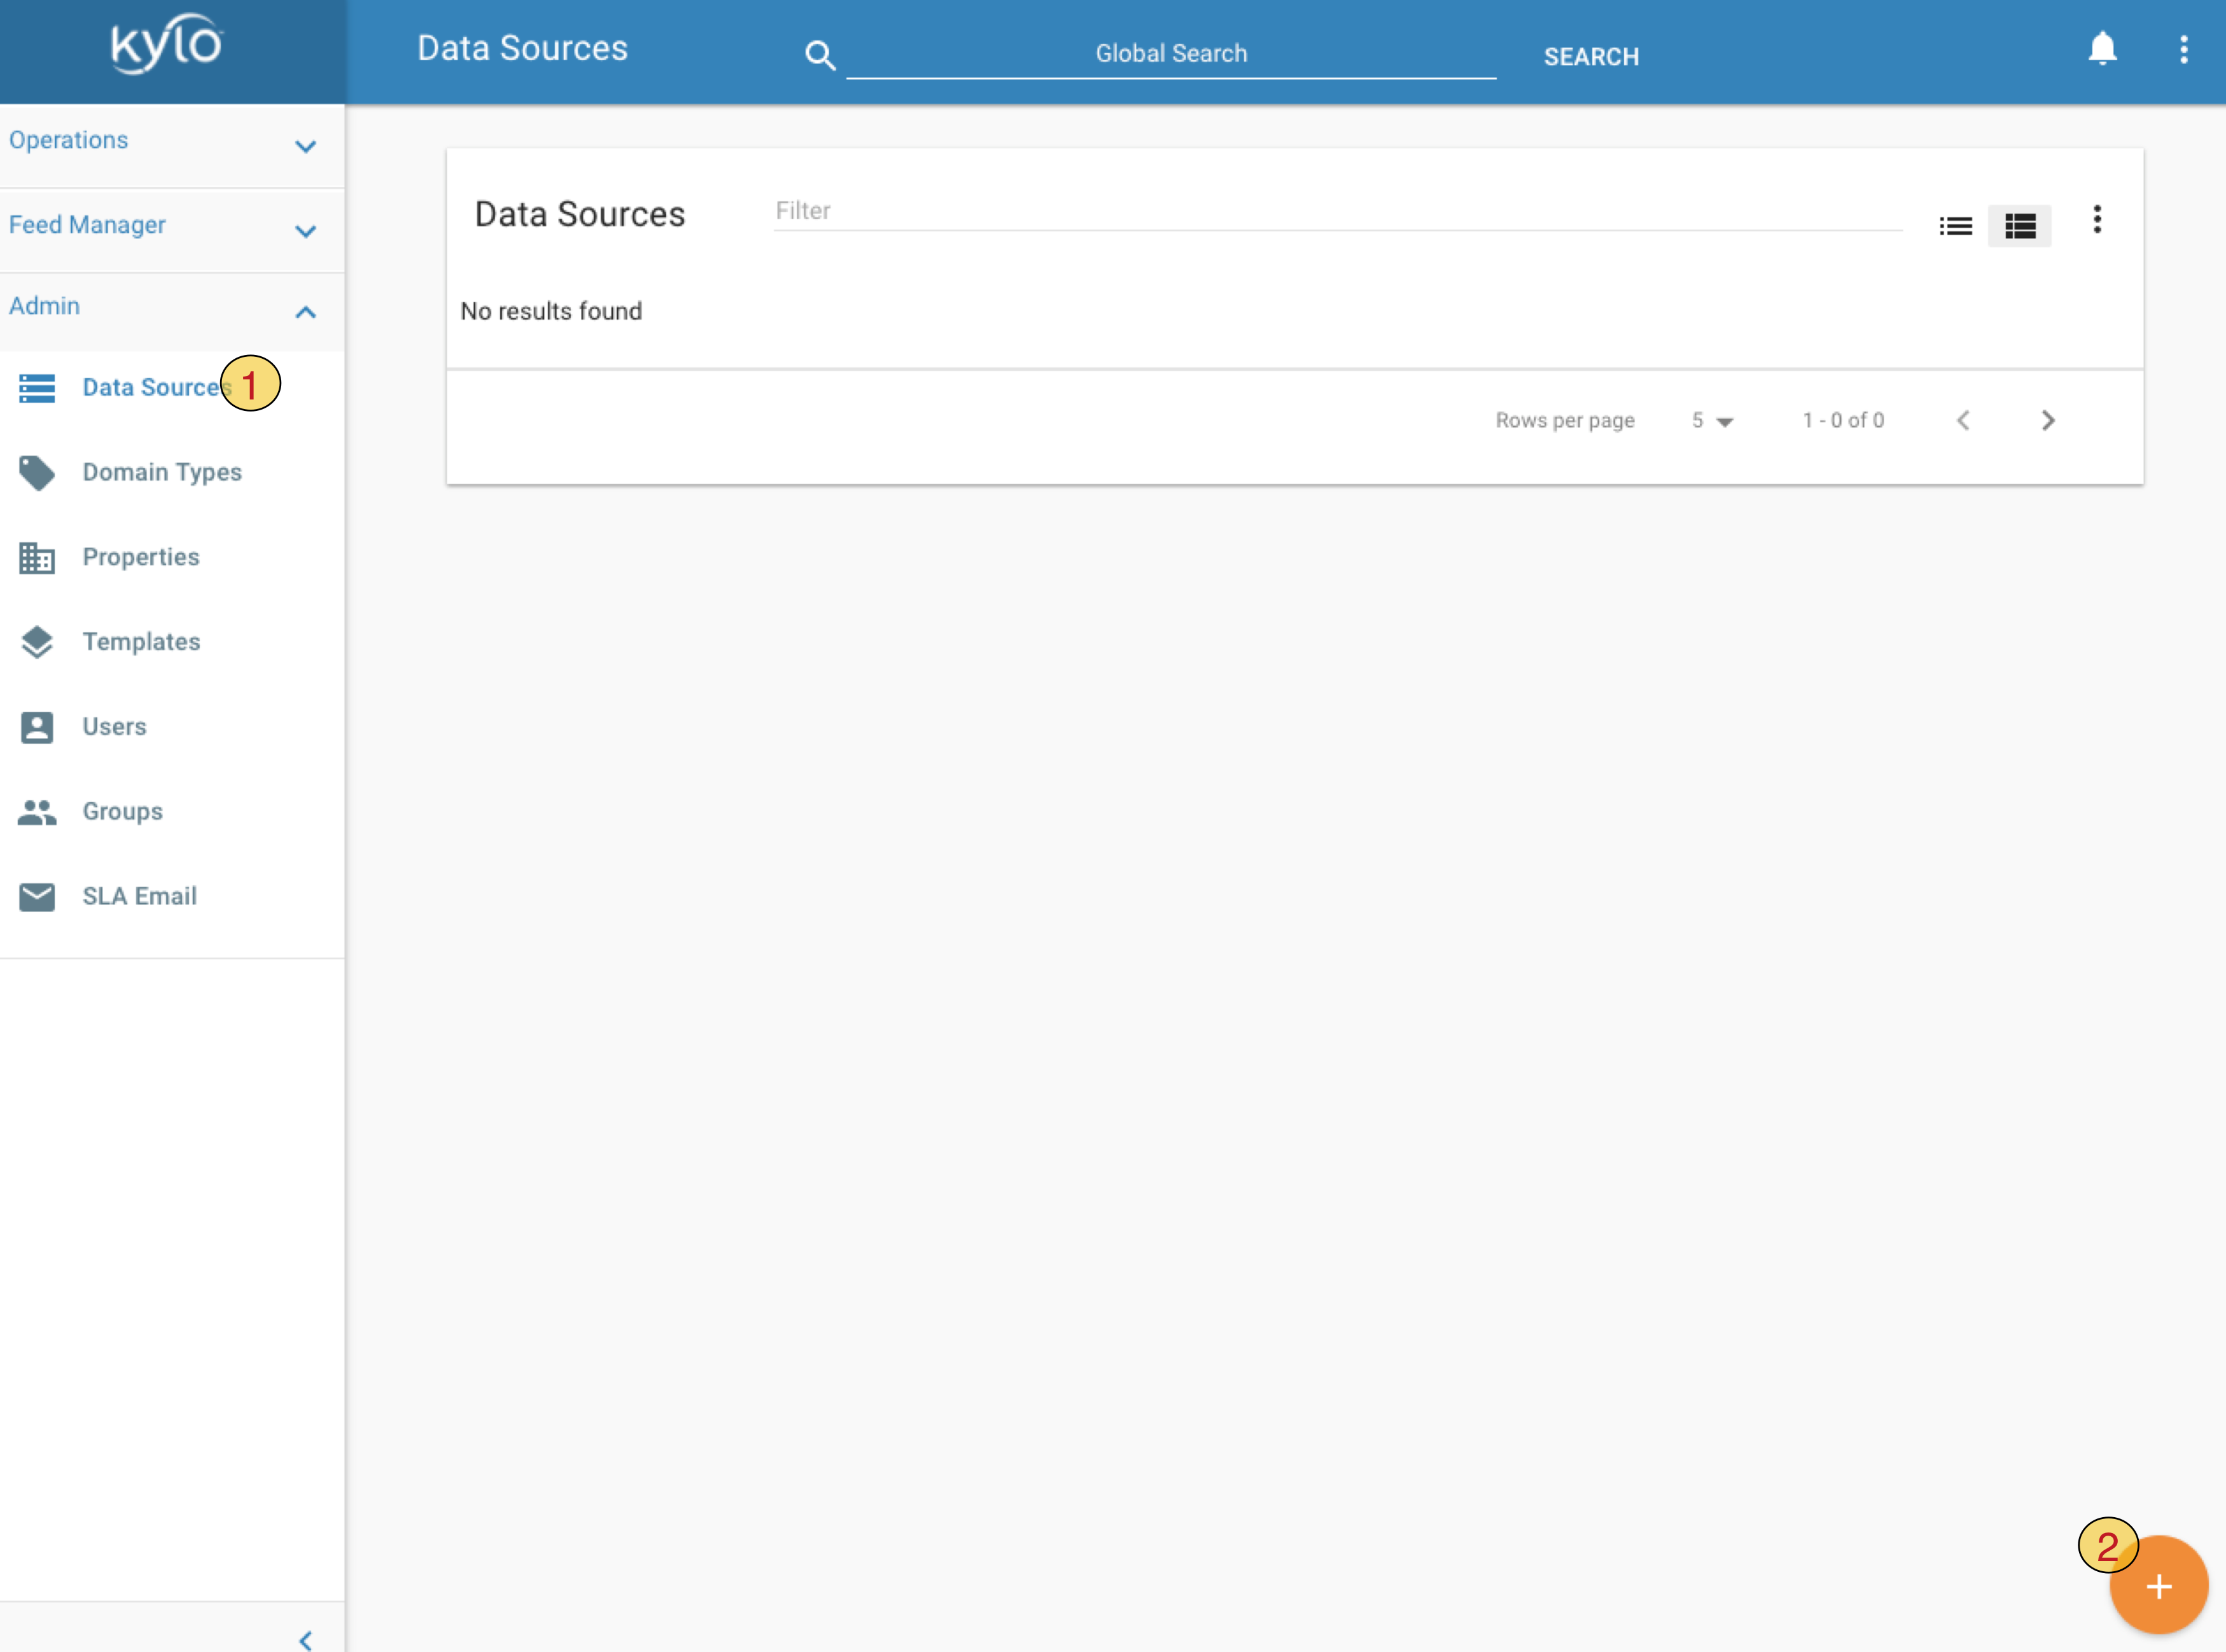 kylo
Data Sources
Global Search
SEARCH
Operations
Feed Manager
Admin
Data Sources 1
Domain Types
Properties
Templates
Users
Groups
SLA Email
Data Sources
Filter
No results found
Rows per page 5 1 - 0 of 0
2
+